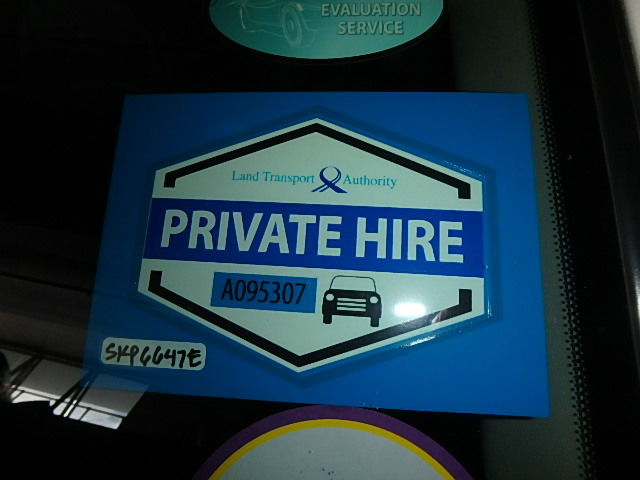 EVALUATION
SERVICE
Land Transport Authority
PRIVATE HIRE
A095307
SKP6647E